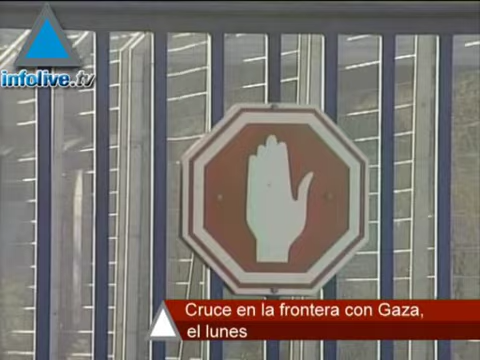 infolive.tv
Cruce en la frontera con Gaza,
el lunes